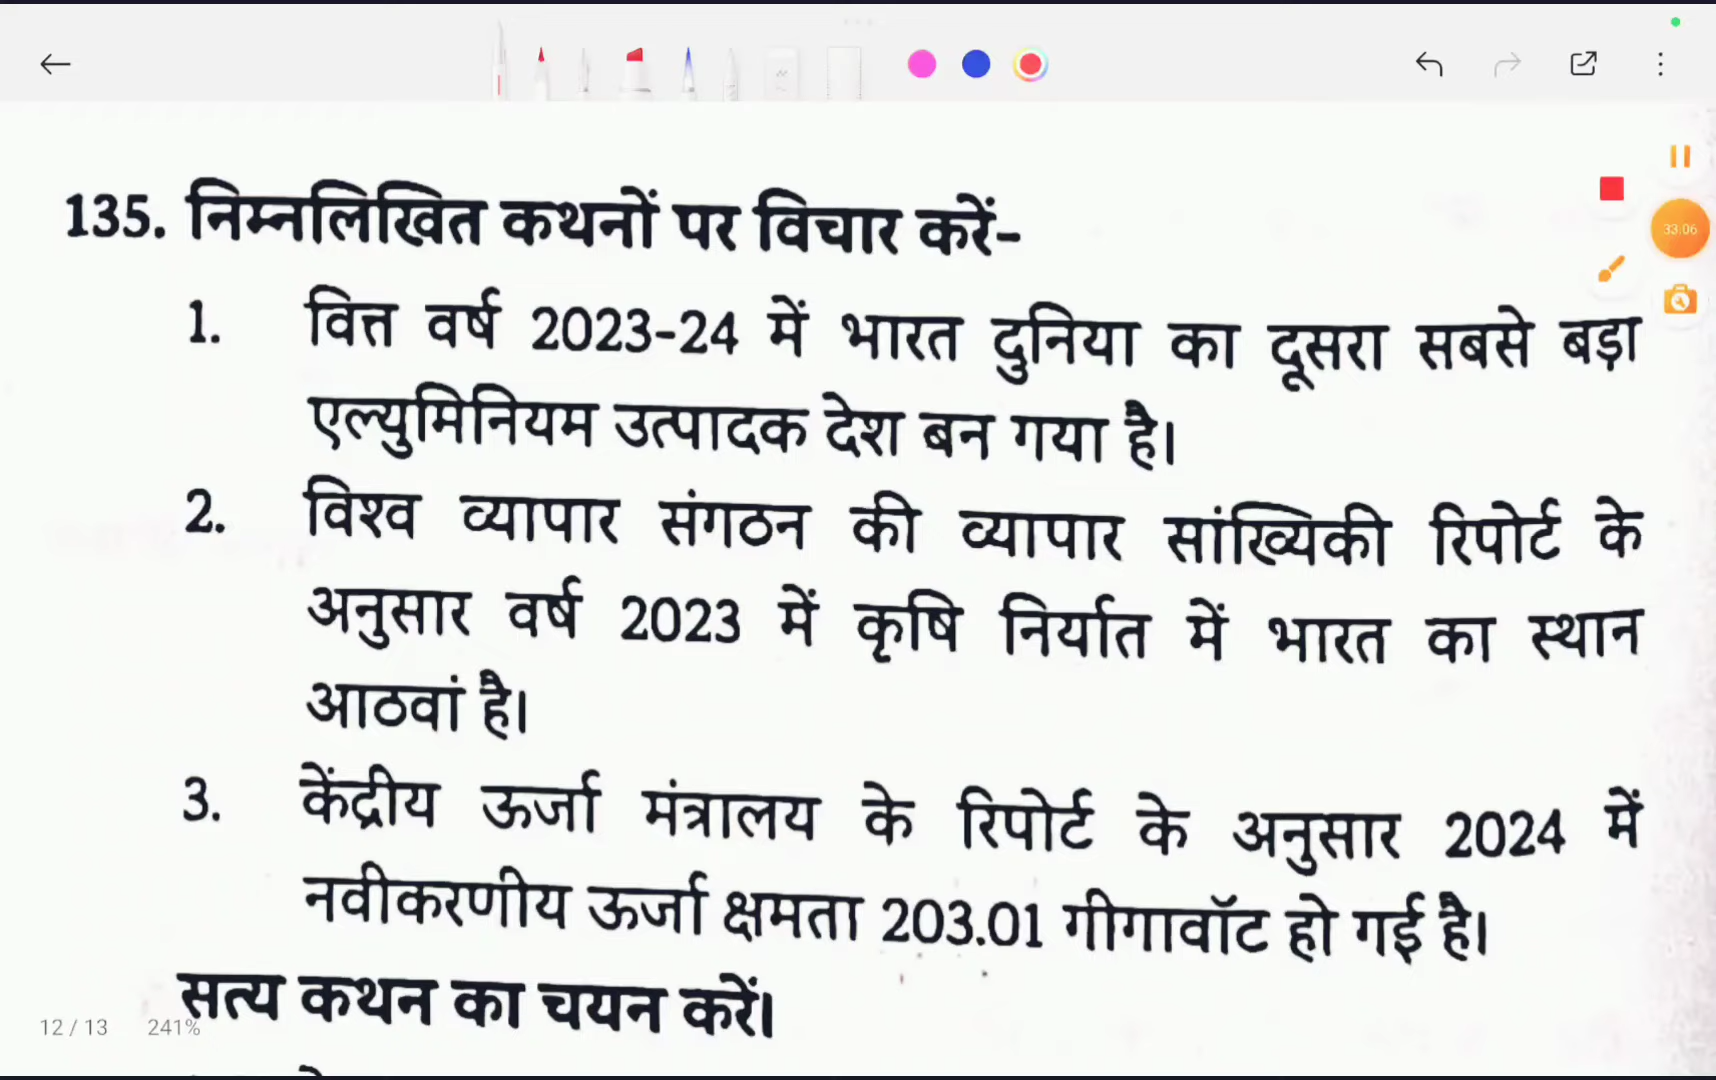 33:06
135. निम्नलिखित कथनों पर विचार करें-
1. वित्त वर्ष 2023-24 में भारत दुनिया का दूसरा सबसे बड़ा
एल्युमिनियम उत्पादक देश बन गया है।
2. विश्व व्यापार संगठन की व्यापार सांख्यिकी रिपोर्ट के
अनुसार वर्ष 2023 में कृषि निर्यात में भारत का स्थान
आठवां है।
3. केंद्रीय ऊर्जा मंत्रालय के रिपोर्ट के अनुसार 2024 में
नवीकरणीय ऊर्जा क्षमता 203.01 गीगावॉट हो गई है।
सत्य कथन का चयन करें।
12 / 13 241%